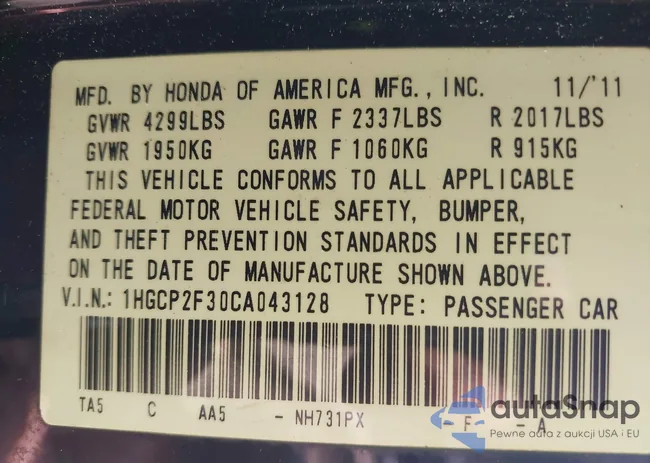 MFD. BY HONDA OF AMERICA MFG., INC. 11/'11
GVWR 4299LBS GAWR F 2337LBS R 2017LBS
GVWR 1950KG GAWR F 1060KG R 915KG
THIS VEHICLE CONFORMS TO ALL APPLICABLE
FEDERAL MOTOR VEHICLE SAFETY, BUMPER,
AND THEFT PREVENTION STANDARDS IN EFFECT
ON THE DATE OF MANUFACTURE SHOWN ABOVE.
V.I.N.: 1HGCP2F30CA043128 TYPE: PASSENGER CAR
TA5 C AA5 - NH731PX - F - A
autaSnap
Pewne auta z aukcji USA i EU